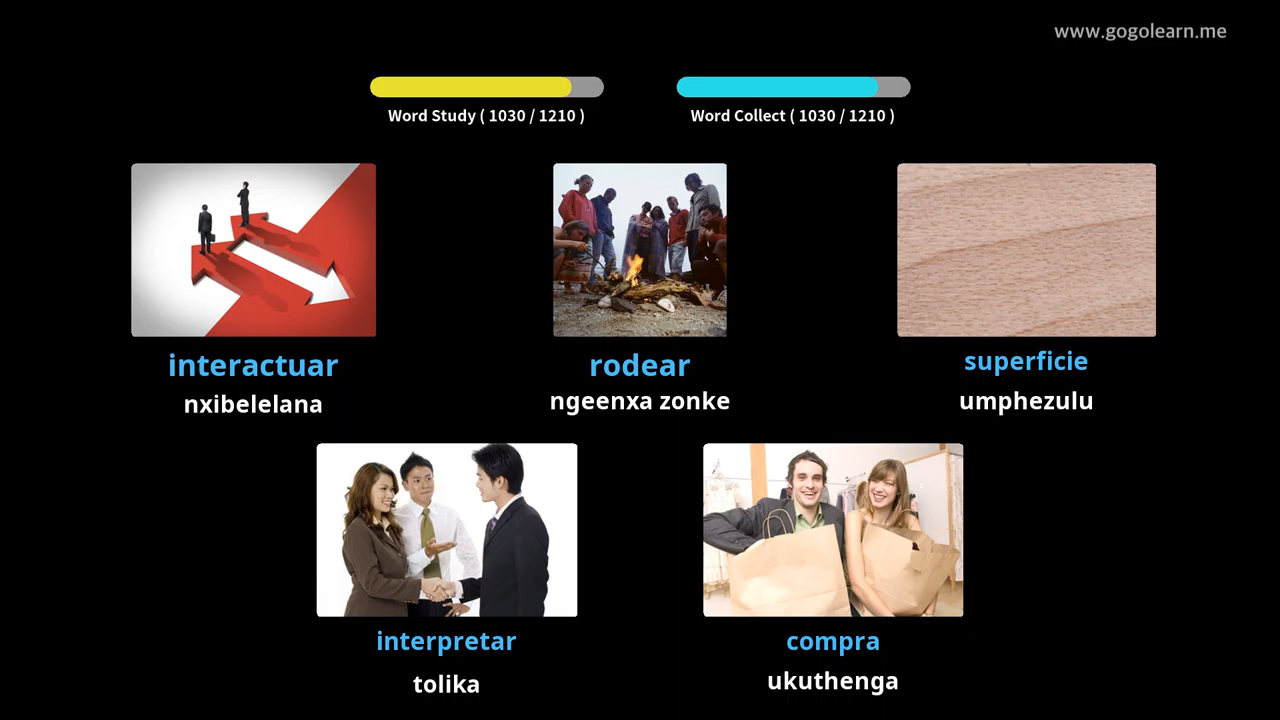 www.gogolearn.me
Word Study ( 1030 / 1210 )
Word Collect ( 1030 / 1210 )
interactuar
nxibelelana
rodear
ngeenxa zonke
superficie
umphezulu
interpretar
tolika
compra
ukuthenga